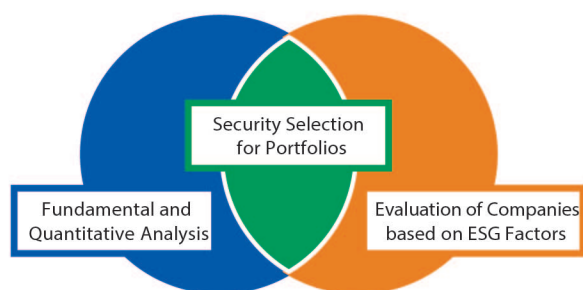 Security Selection
for Portfolios
Fundamental and
Quantitative Analysis
Evaluation of Companies
based on ESG Factors